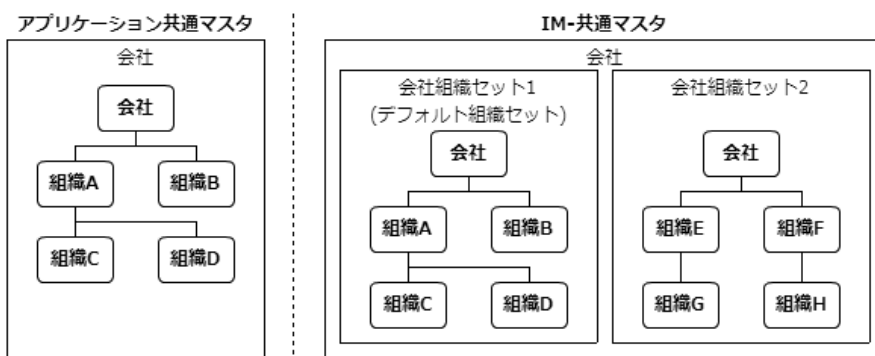 アプリケーション共通マスタ
会社
会社
組織A 組織B
組織C 組織D
IM-共通マスタ
会社
会社組織セット1
(デフォルト組織セット)
会社
組織A 組織B
組織C 組織D
会社組織セット2
会社
組織E 組織F
組織G 組織H